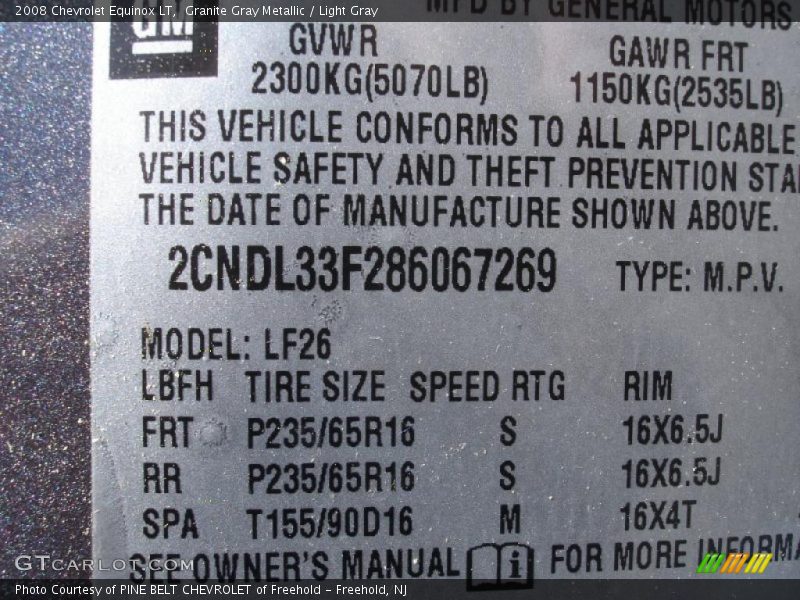 2008 Chevrolet Equinox LT, Granite Gray Metallic / Light Gray
MFD BY GENERAL MOTORS
GM
GVWR GAWR FRT
2300KG(5070LB) 1150KG(2535LB)
THIS VEHICLE CONFORMS TO ALL APPLICABLE
VEHICLE SAFETY AND THEFT PREVENTION STA
THE DATE OF MANUFACTURE SHOWN ABOVE.
2CNDL33F286067269 TYPE: M.P.V.
MODEL: LF26
LBFH TIRE SIZE SPEED RTG RIM
FRT P235/65R16 S 16X6.5J
RR P235/65R16 S 16X6.5J
SPA T155/90D16 M 16X4T
SEE OWNER'S MANUAL i FOR MORE INFORMA
GTcarlot.com
Photo Courtesy of PINE BELT CHEVROLET of Freehold - Freehold, NJ